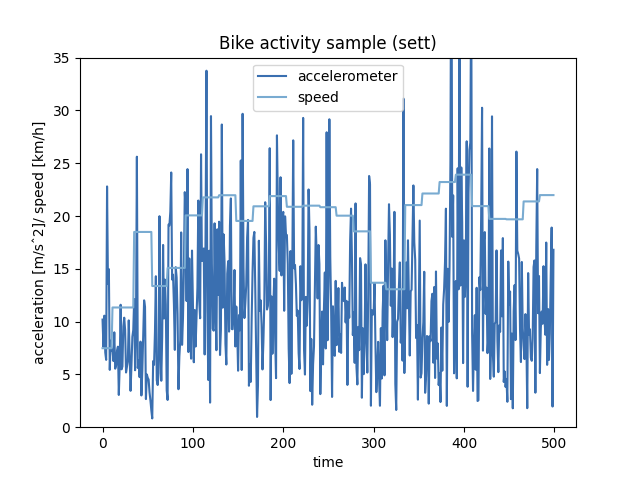 Bike activity sample (sett)
accelerometer
speed
acceleration [m/s^2]/ speed [km/h]
35
30
25
20
15
10
5
0
0 100 200 300 400 500
time